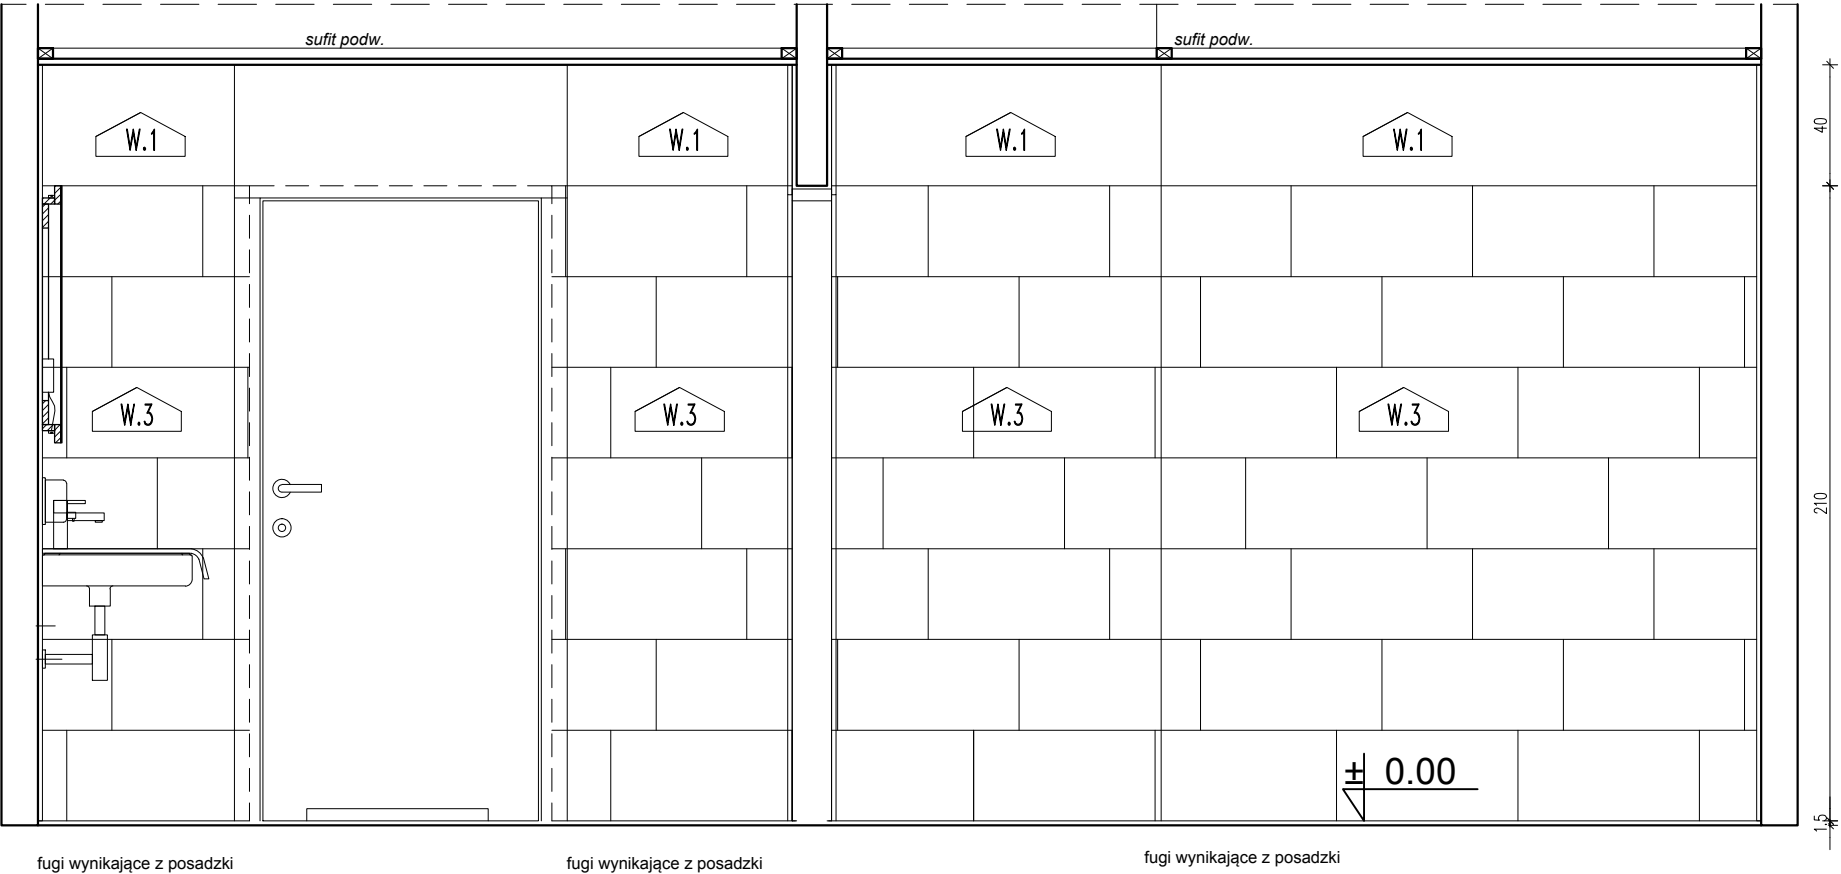 sufit podw.
sufit podw.
W.1
W.1
W.1
W.1
40
W.3
W.3
W.3
W.3
210
± 0.00
1.5
fugi wynikające z posadzki
fugi wynikające z posadzki
fugi wynikające z posadzki